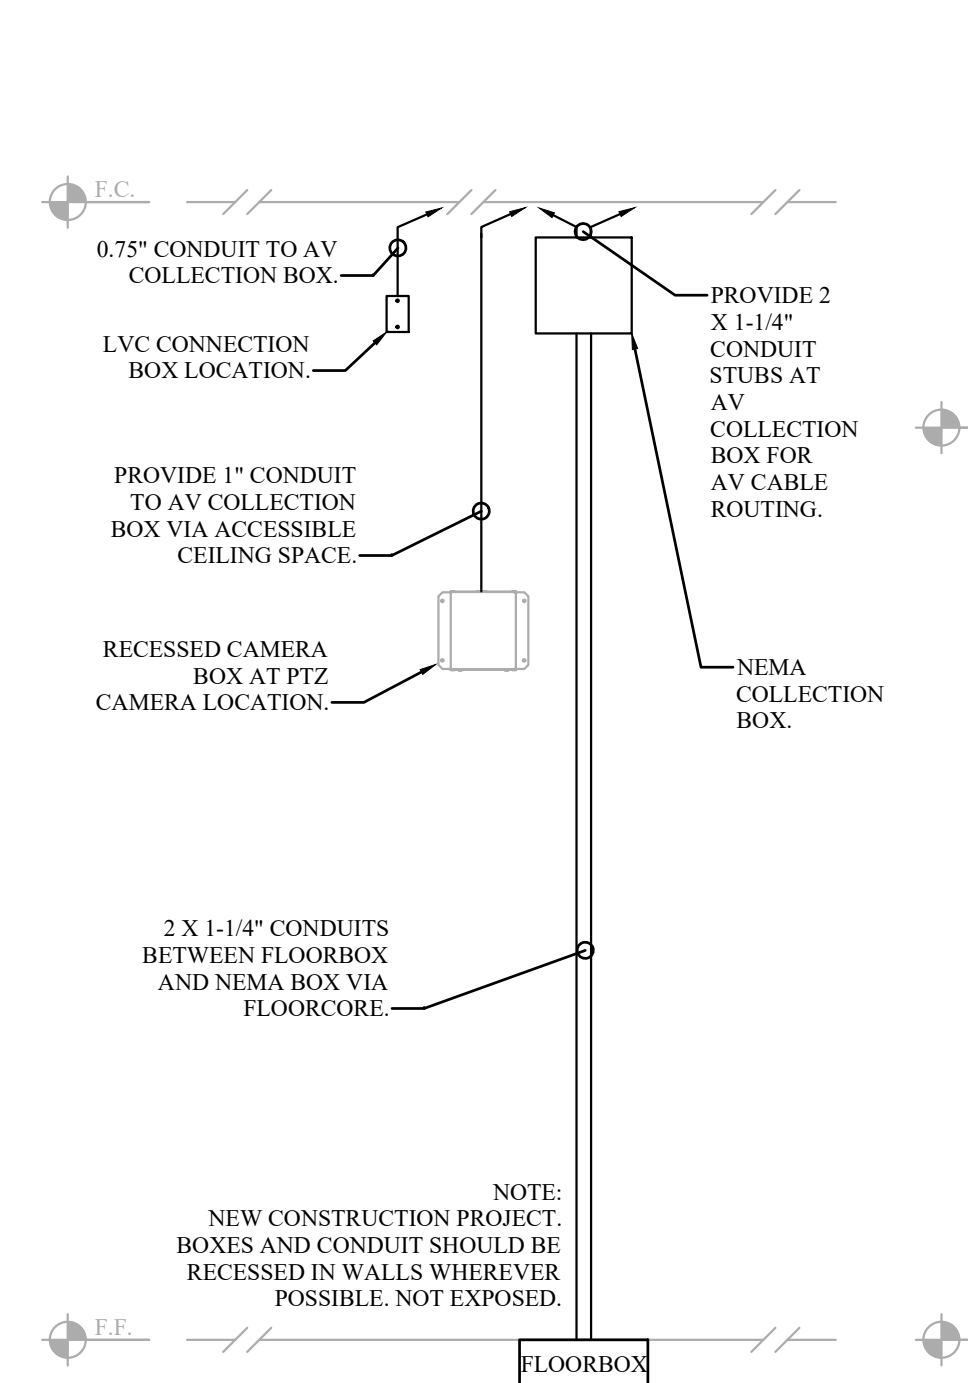 F.C.
0.75" CONDUIT TO AV
COLLECTION BOX.
LVC CONNECTION
BOX LOCATION.
PROVIDE 2
X 1-1/4"
CONDUIT
STUBS AT
AV
COLLECTION
BOX FOR
AV CABLE
ROUTING.
PROVIDE 1" CONDUIT
TO AV COLLECTION
BOX VIA ACCESSIBLE
CEILING SPACE.
RECESSED CAMERA
BOX AT PTZ
CAMERA LOCATION.
NEMA
COLLECTION
BOX.
2 X 1-1/4" CONDUITS
BETWEEN FLOORBOX
AND NEMA BOX VIA
FLOORCORE.
NOTE:
NEW CONSTRUCTION PROJECT.
BOXES AND CONDUIT SHOULD BE
RECESSED IN WALLS WHEREVER
POSSIBLE. NOT EXPOSED.
F.F.
FLOORBOX